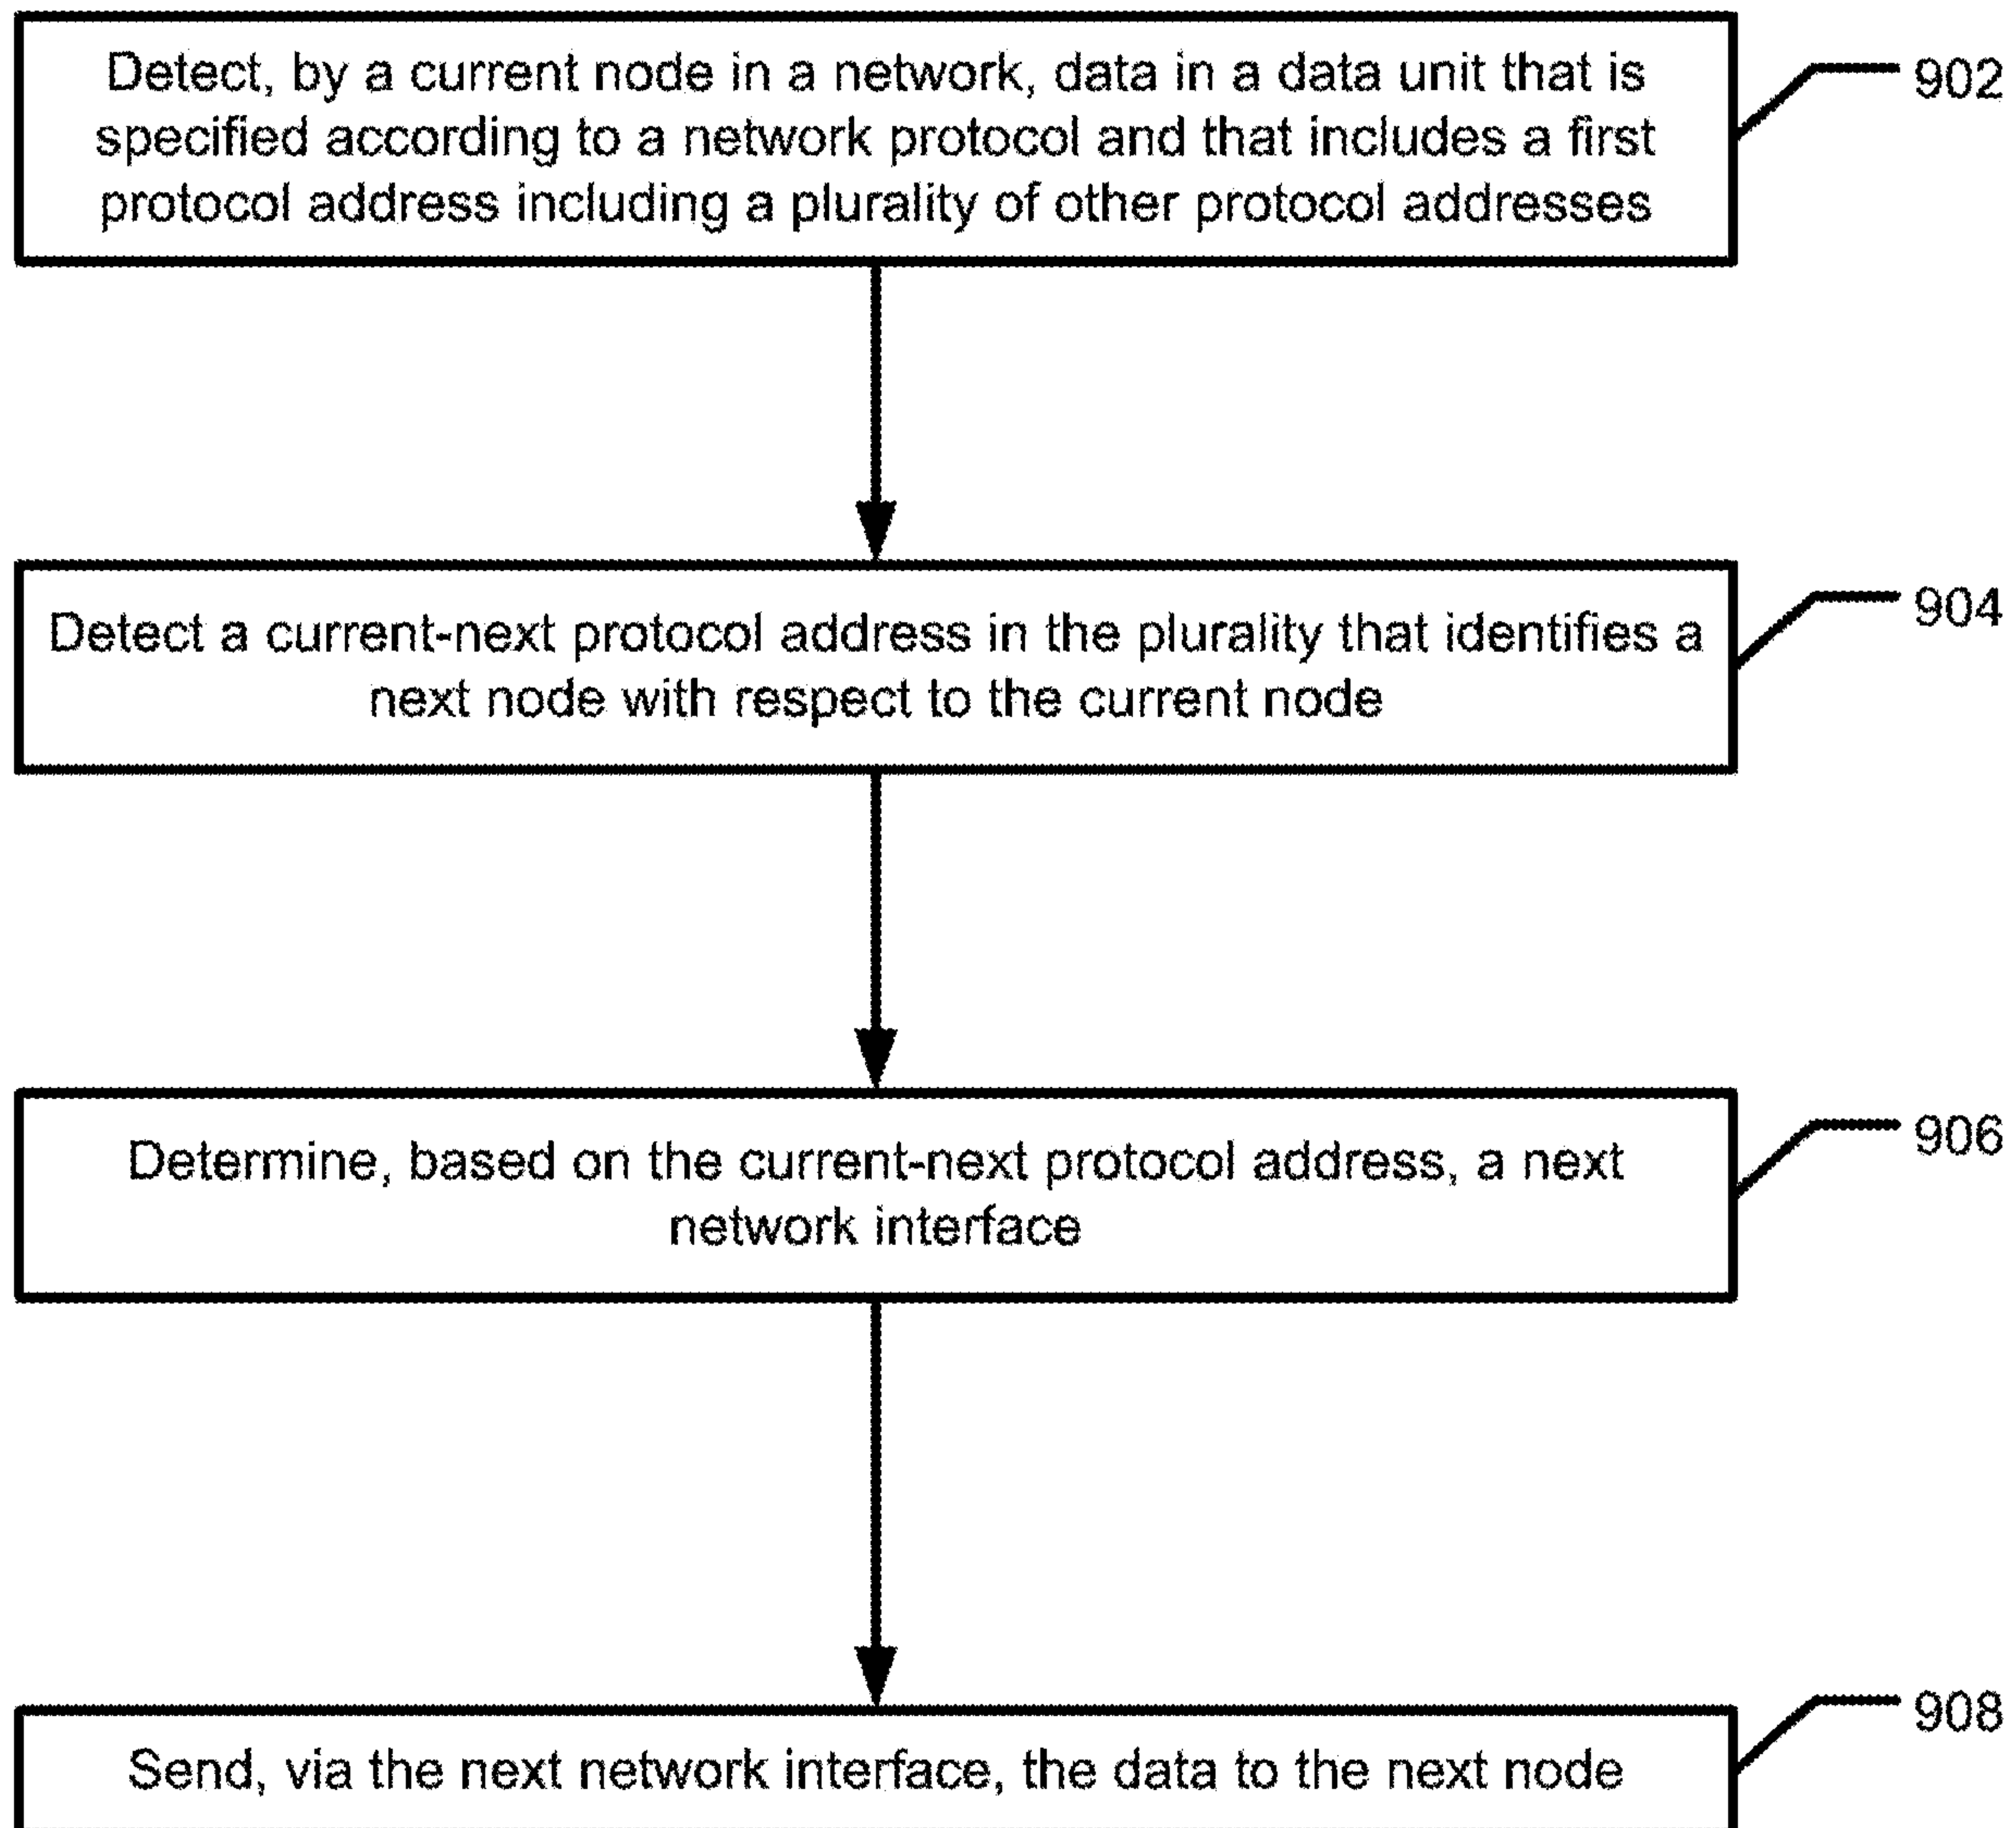 Detect, by a current node in a network, data in a data unit that is
specified according to a network protocol and that includes a first
protocol address including a plurality of other protocol addresses
902
Detect a current-next protocol address in the plurality that identifies a
next node with respect to the current node
904
Determine, based on the current-next protocol address, a next
network interface
906
Send, via the next network interface, the data to the next node
908